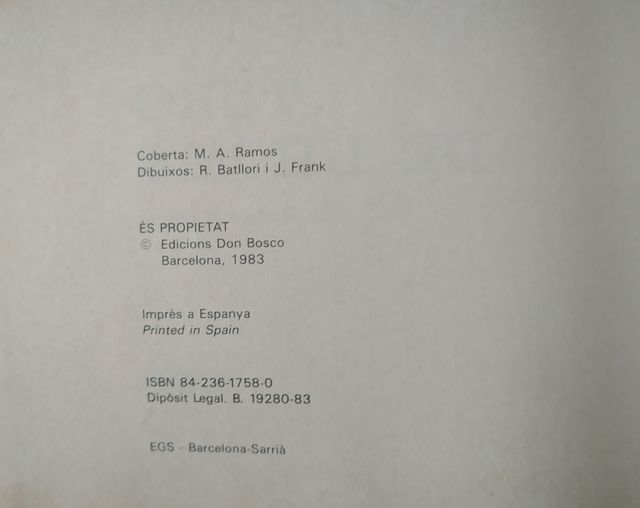 Coberta: M. A. Ramos
Dibuixos: R. Batllori i J. Frank
ÉS PROPIETAT
© Edicions Don Bosco
Barcelona, 1983
Imprès a Espanya
Printed in Spain
ISBN 84-236-1758-0
Dipòsit Legal. B. 19280-83
EGS - Barcelona-Sarrià